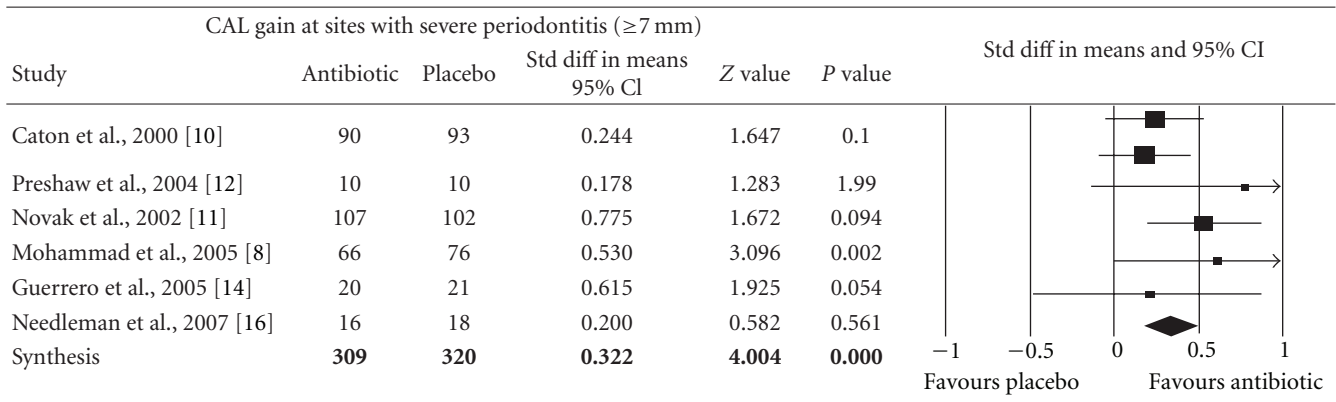 CAL gain at sites with severe periodontitis (≥7 mm)
Study Antibiotic Placebo Std diff in means 95% Cl Z value P value Std diff in means and 95% CI
Caton et al., 2000 [10] 90 93 0.244 1.647 0.1
Preshaw et al., 2004 [12] 10 10 0.178 1.283 1.99
Novak et al., 2002 [11] 107 102 0.775 1.672 0.094
Mohammad et al., 2005 [8] 66 76 0.530 3.096 0.002
Guerrero et al., 2005 [14] 20 21 0.615 1.925 0.054
Needleman et al., 2007 [16] 16 18 0.200 0.582 0.561
Synthesis 309 320 0.322 4.004 0.000
−1 −0.5 0 0.5 1
Favours placebo Favours antibiotic